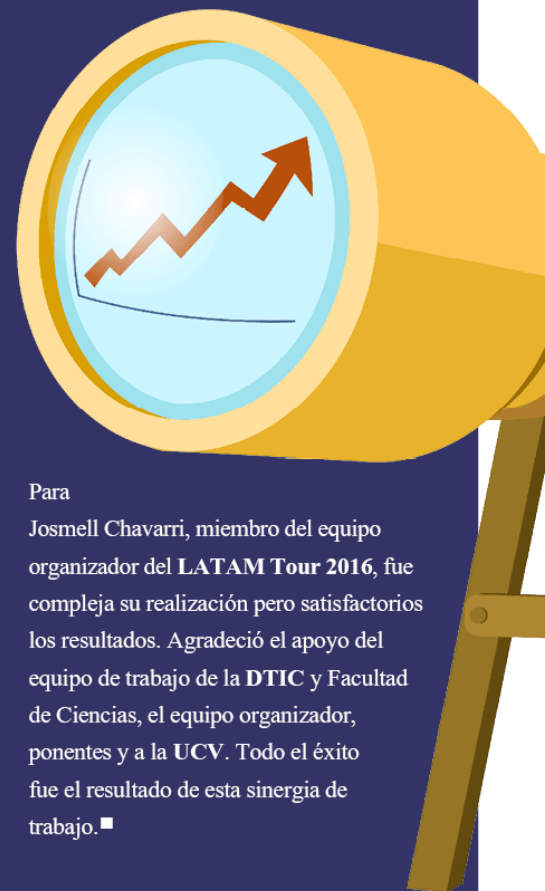 Para
Josmell Chavarri, miembro del equipo
organizador del LATAM Tour 2016, fue
compleja su realización pero satisfactorios
los resultados. Agradeció el apoyo del
equipo de trabajo de la DTIC y Facultad
de Ciencias, el equipo organizador,
ponentes y a la UCV. Todo el éxito
fue el resultado de esta sinergia de
trabajo.■